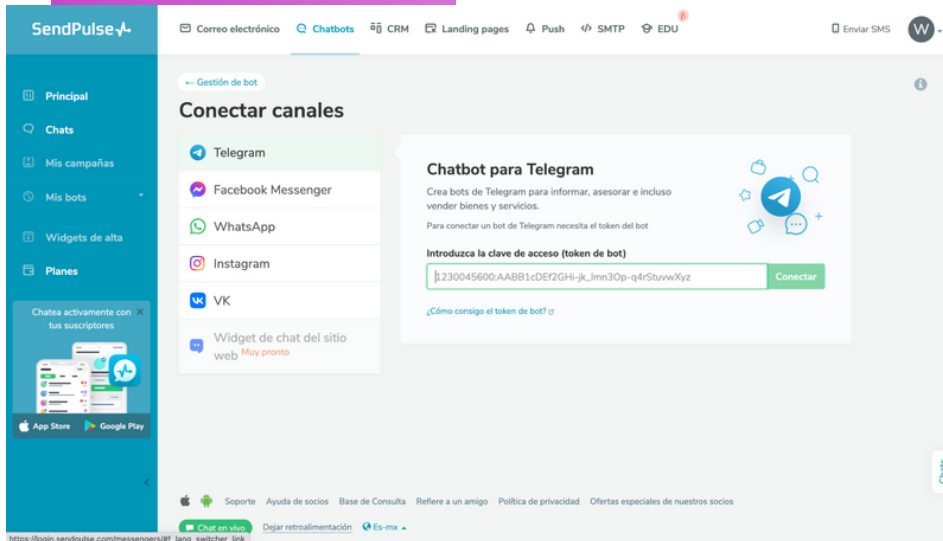 SendPulse
Correo electrónico Chatbots CRM Landing pages Push SMTP EDU β Enviar SMS W
← Gestión de bot
Conectar canales
Principal
Chats
Mis campañas
Mis bots
Widgets de alta
Planes
Chatea activamente con
tus suscriptores
App Store Google Play
Telegram
Facebook Messenger
WhatsApp
Instagram
VK
Widget de chat del sitio
web Muy pronto
Chatbot para Telegram
Crea bots de Telegram para informar, asesorar e incluso
vender bienes y servicios.
Para conectar un bot de Telegram necesita el token del bot
Introduzca la clave de acceso (token de bot)
1230045600:AABB1cDEf2GHi-jk_lmn3Op-q4rStuvwXyz Conectar
¿Cómo consigo el token de bot?
Soporte Ayuda de socios Base de Consulta Refiere a un amigo Política de privacidad Ofertas especiales de nuestros socios
Chat en vivo Dejar retroalimentación Es-mx
https://login.sendpulse.com/messengers/#f_lang_switcher_link